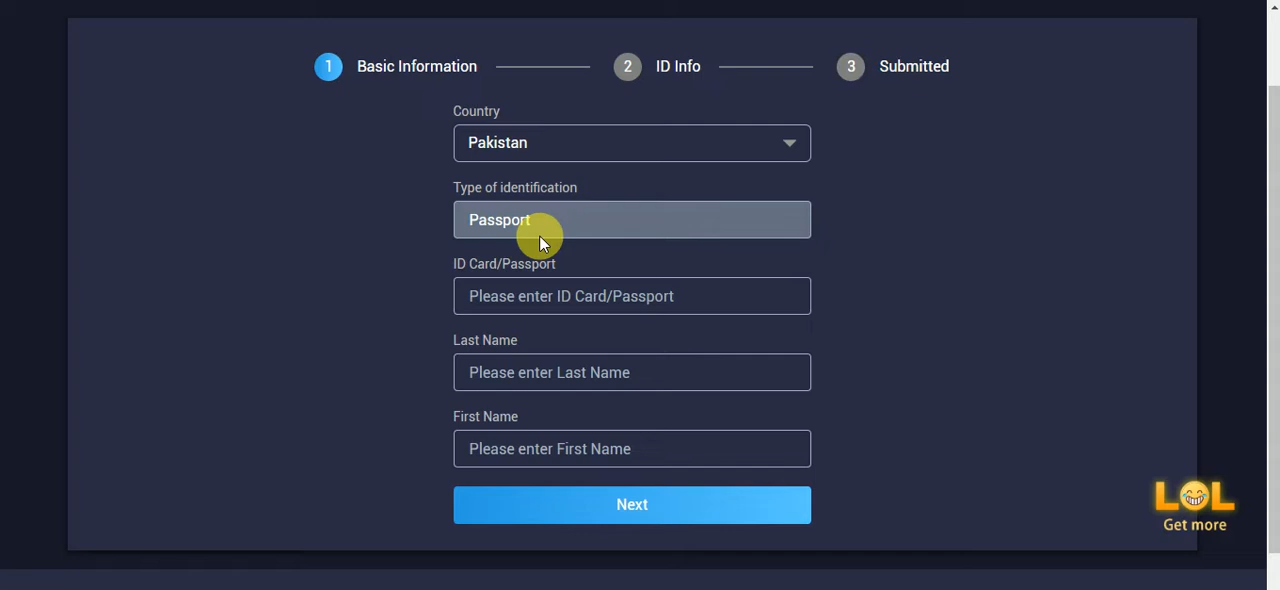 1 Basic Information 2 ID Info 3 Submitted
Country
Pakistan
Type of identification
Passport
ID Card/Passport
Please enter ID Card/Passport
Last Name
Please enter Last Name
First Name
Please enter First Name
Next
LOL
Get more